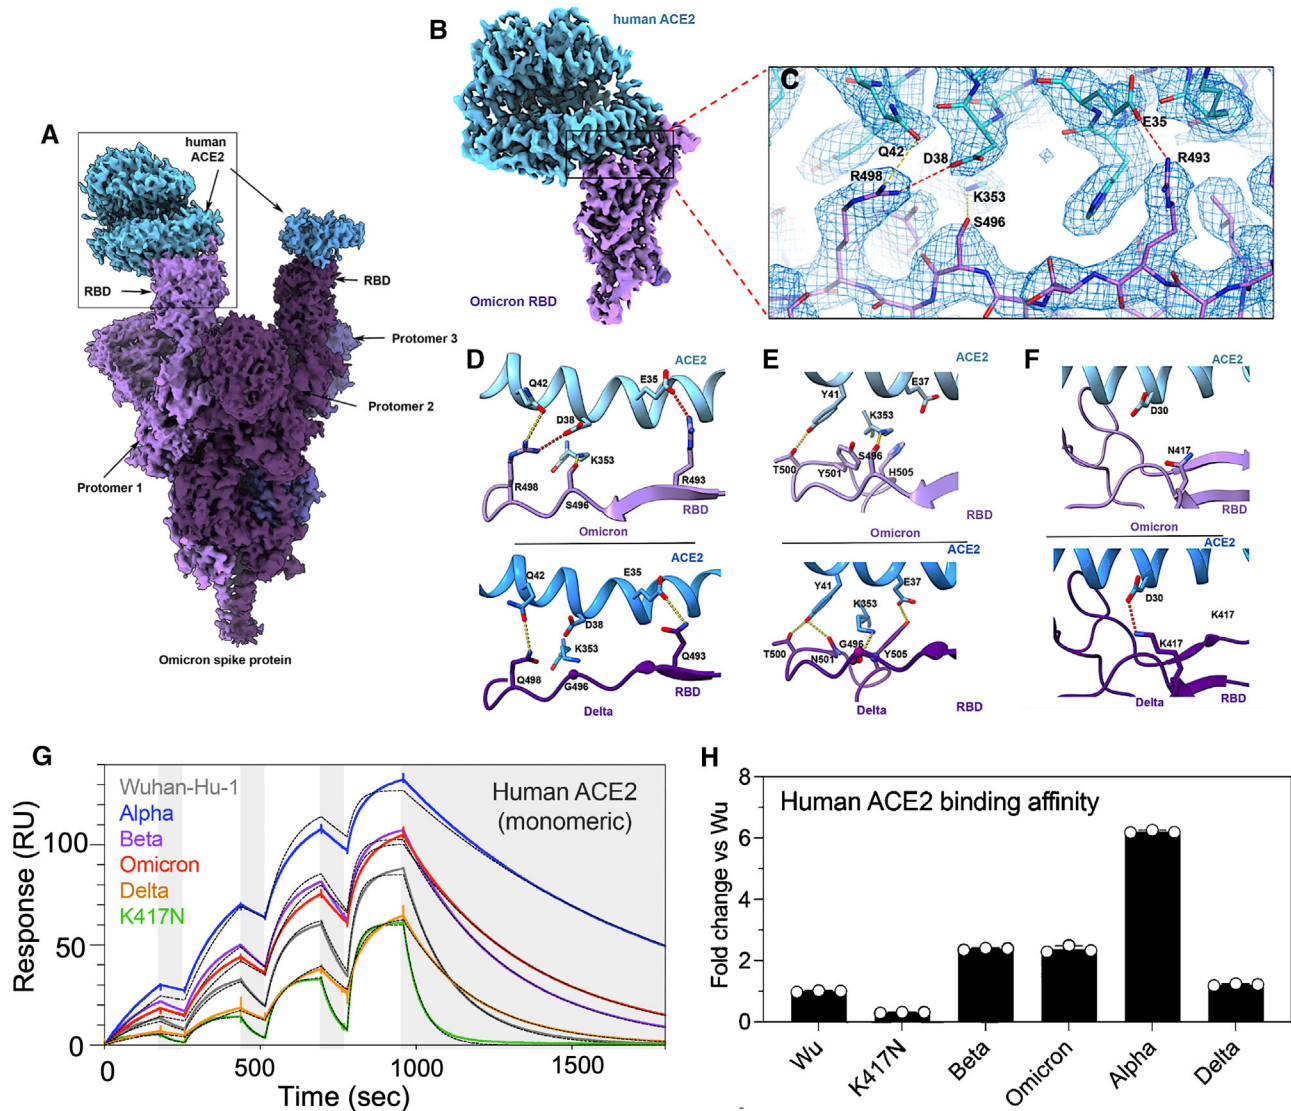 A
human
ACE2
RBD
RBD
Protomer 3
Protomer 2
Protomer 1
Omicron spike protein
B
human ACE2
Omicron RBD
C
E35
Q42
D38
R493
R498
K353
S496
D
ACE2
Q42
E35
D38
K353
R498
S496
R493
RBD
Omicron
ACE2
Q42
E35
D38
K353
Q493
Q498
G496
RBD
Delta
E
ACE2
E37
Y41
K353
S496
T500
Y501
H505
RBD
Omicron
ACE2
Y41
E37
K353
G496
T500
N501
Y505
Delta
RBD
F
ACE2
D30
N417
RBD
Omicron
ACE2
D30
K417
K417
Delta
RBD
G
Wuhan-Hu-1
Alpha
Beta
Omicron
Delta
K417N
Human ACE2
(monomeric)
Response (RU)
100
50
0
0
500
1000
Time (sec)
H
Human ACE2 binding affinity
Fold change vs Wu
8
6
4
2
0
Wu
K417N
Beta
Omicron
Alpha
Delta